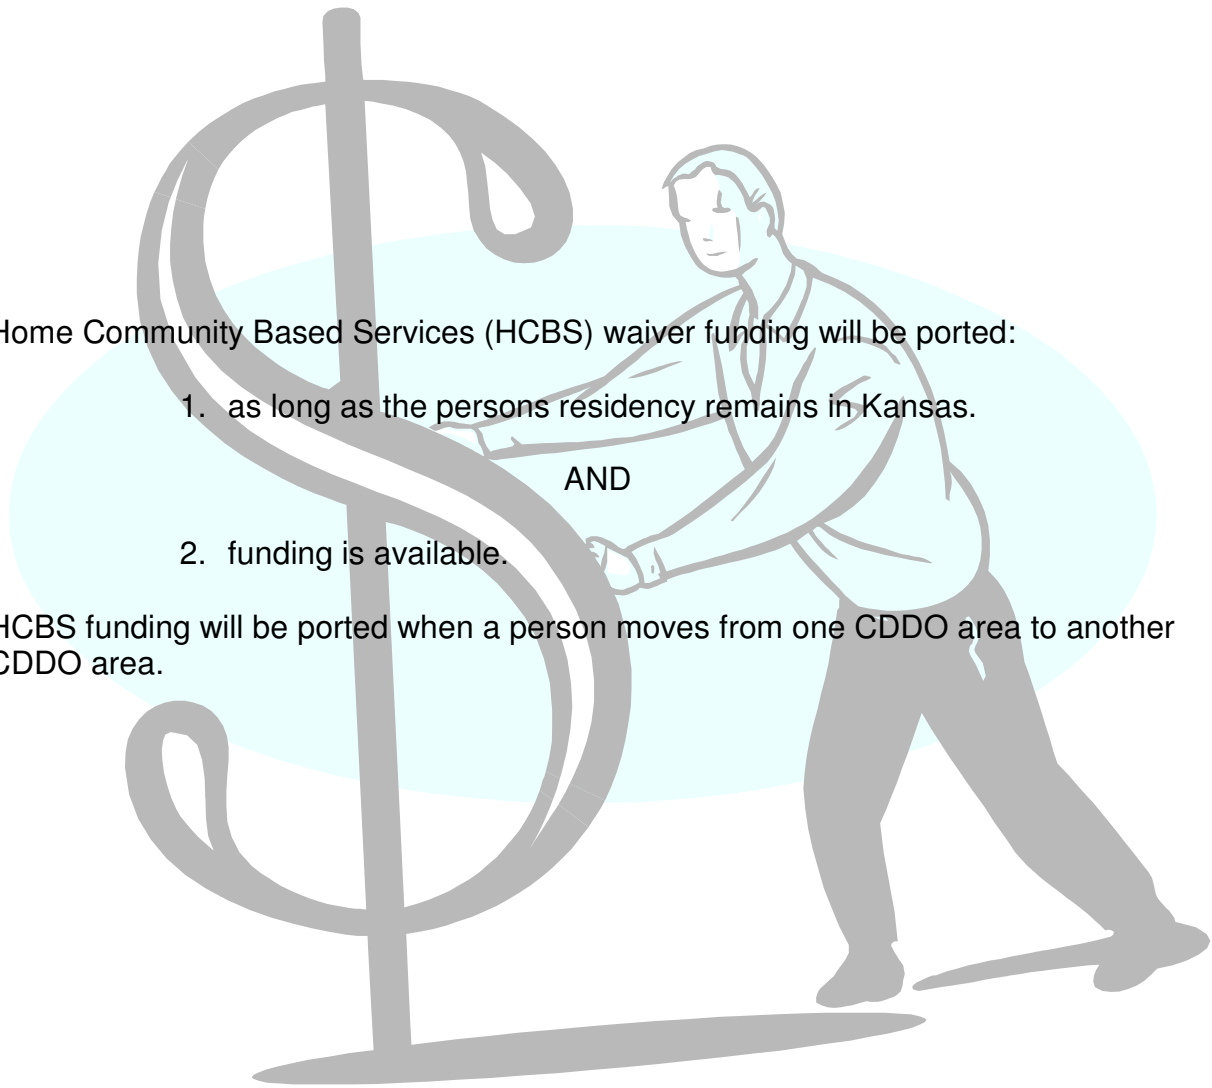 Home Community Based Services (HCBS) waiver funding will be ported:
1. as long as the persons residency remains in Kansas.
AND
2. funding is available.
HCBS funding will be ported when a person moves from one CDDO area to another
CDDO area.